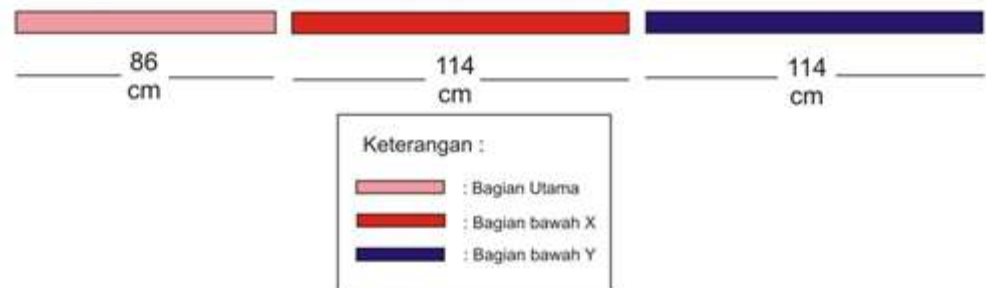 86
cm
114
cm
114
cm
Keterangan :
: Bagian Utama
: Bagian bawah X
: Bagian bawah Y